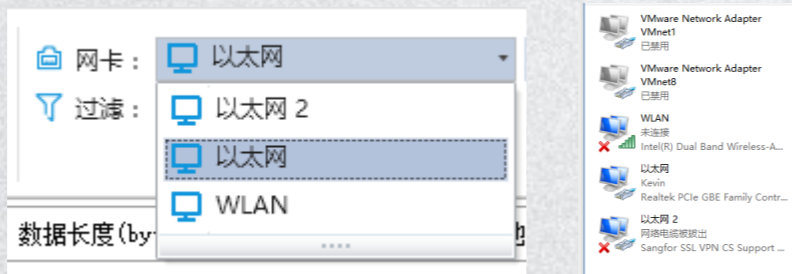 网卡：
以太网
过滤：
以太网 2
以太网
WLAN
数据长度(by
VMware Network Adapter
VMnet1
已禁用
VMware Network Adapter
VMnet8
已禁用
WLAN
未连接
Intel(R) Dual Band Wireless-A...
以太网
Kevin
Realtek PCIe GBE Family Contr...
以太网 2
网络电缆被拔出
Sangfor SSL VPN CS Support ...